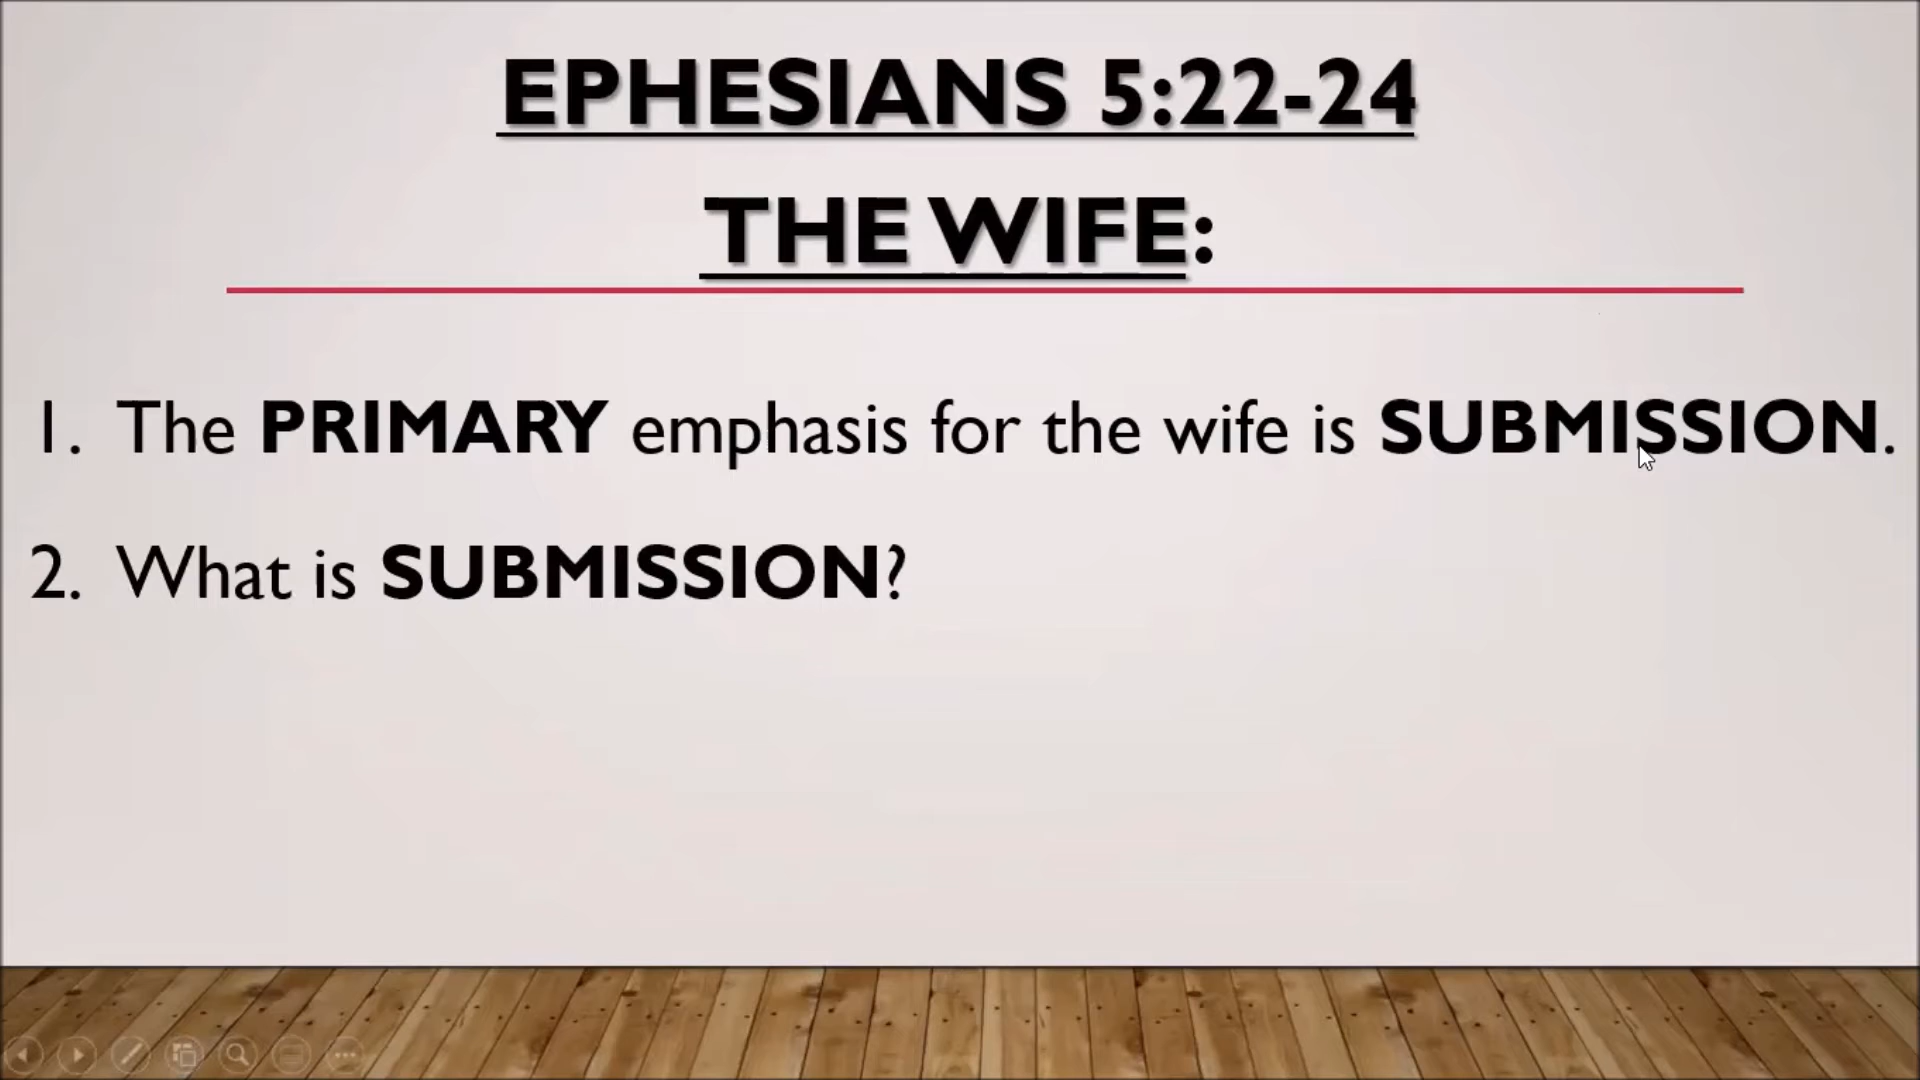 EPHESIANS 5:22-24
THE WIFE:
1. The PRIMARY emphasis for the wife is SUBMISSION.
2. What is SUBMISSION?